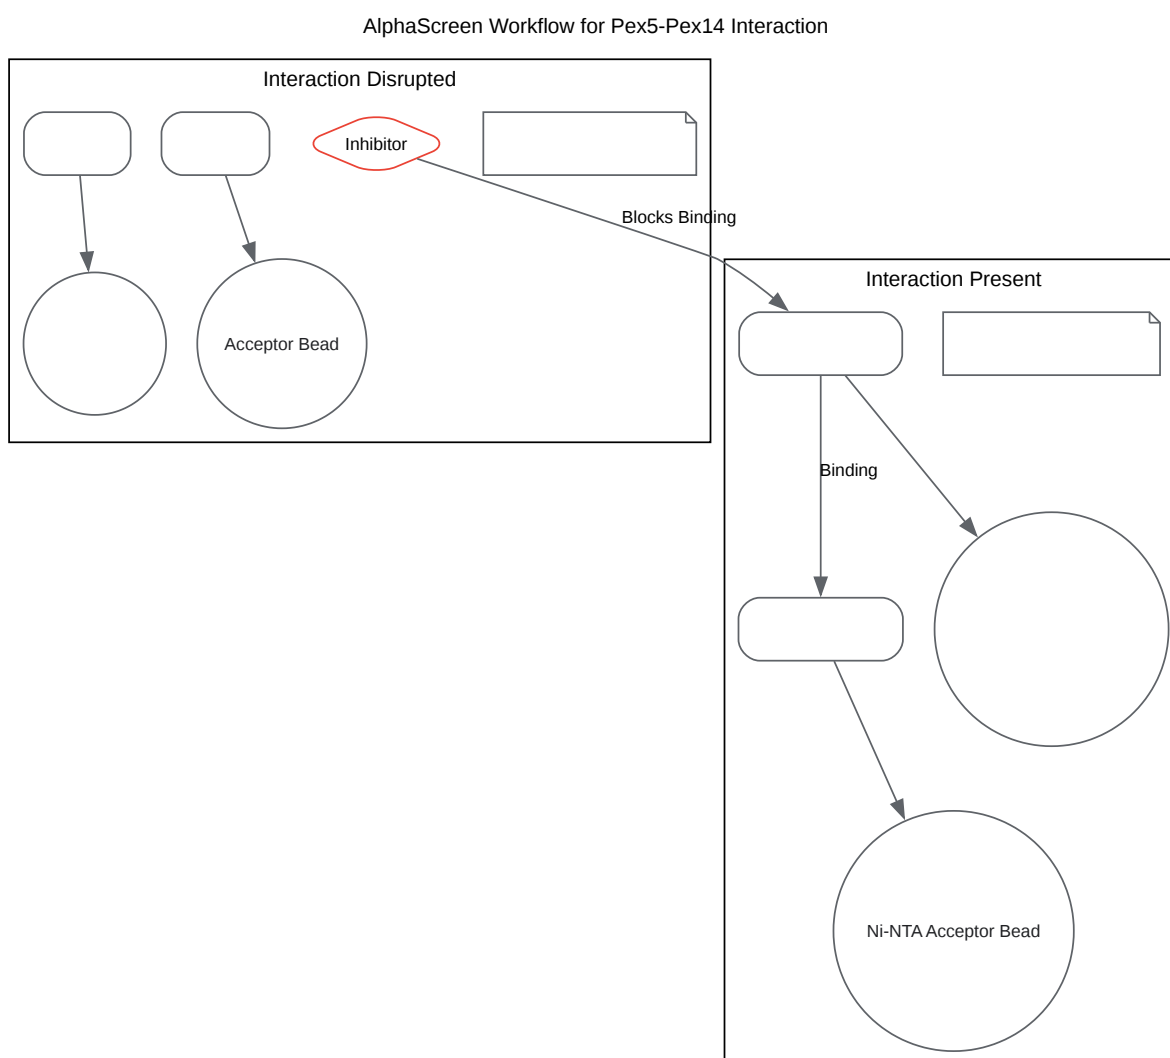 AlphaScreen Workflow for Pex5-Pex14 Interaction
Interaction Disrupted
Inhibitor
Blocks Binding
Acceptor Bead
Interaction Present
Binding
Ni-NTA Acceptor Bead